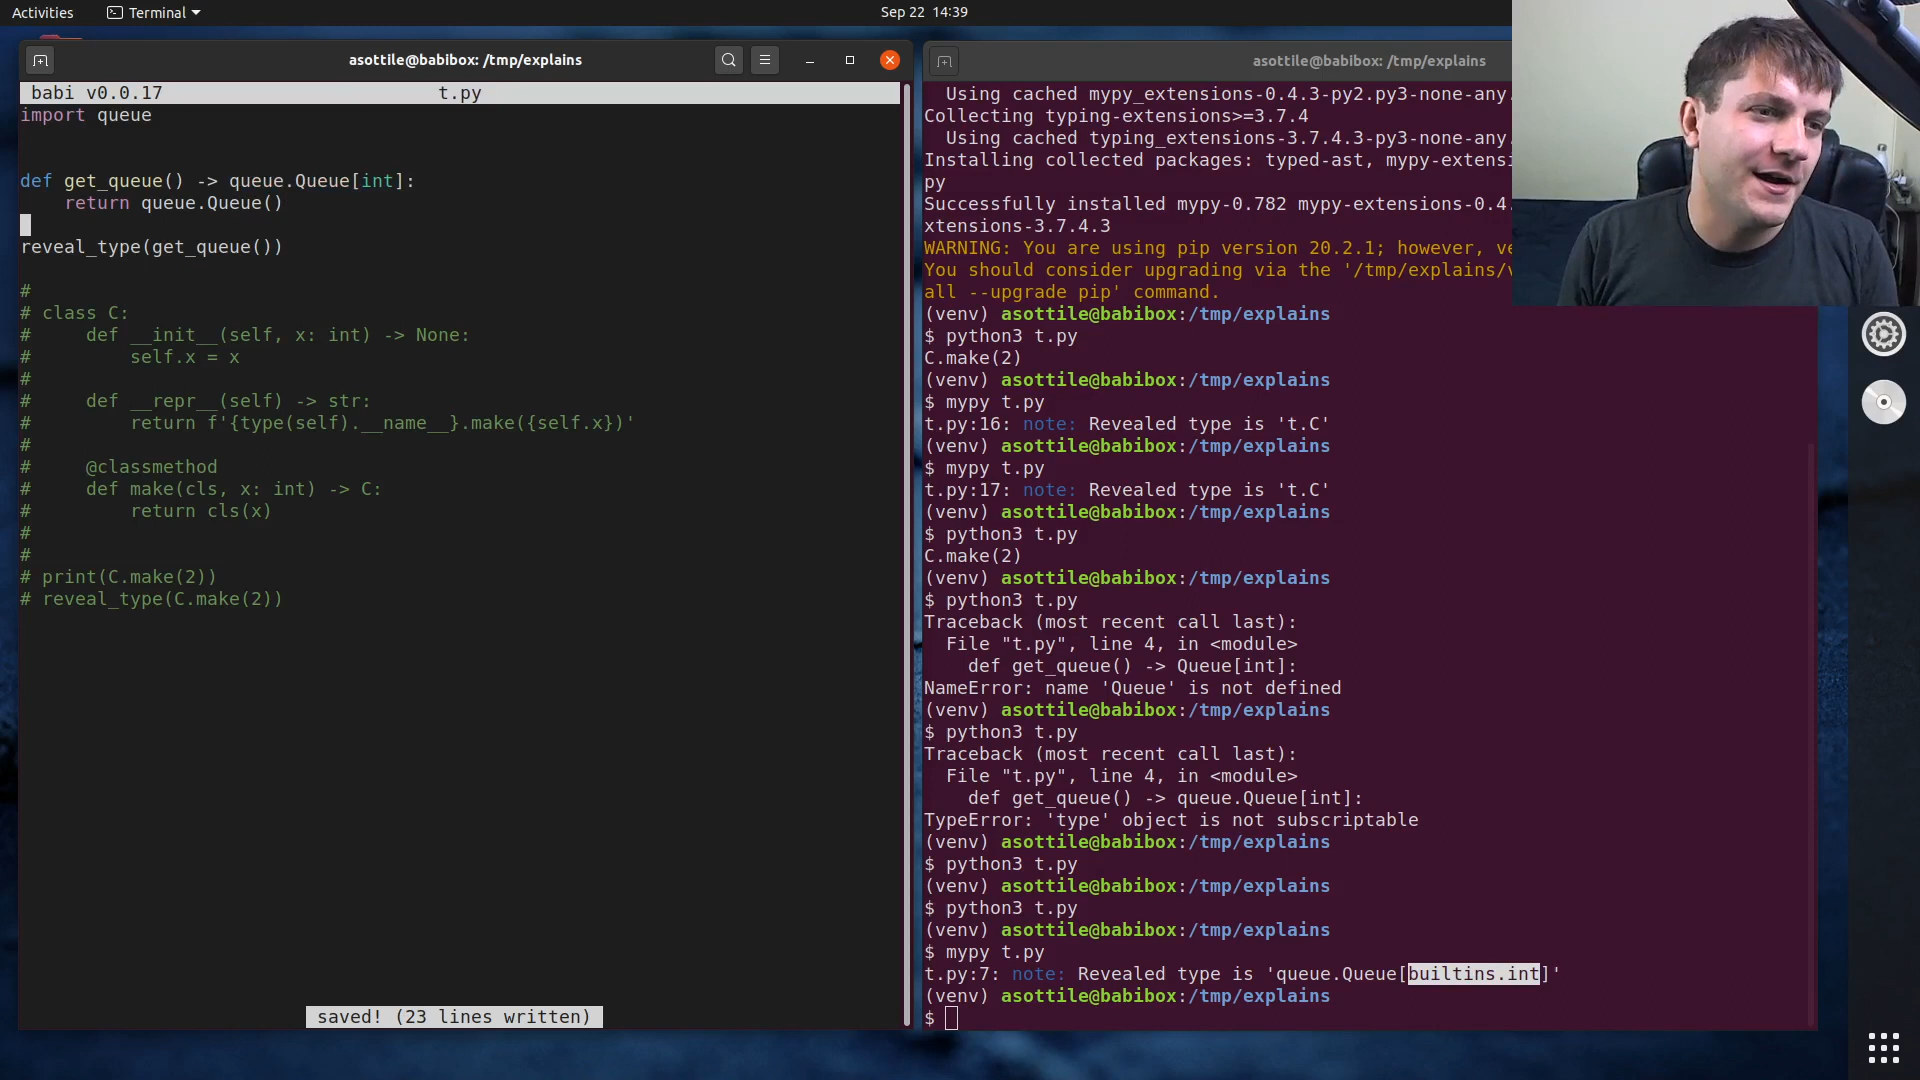 Activities
Terminal
Sep 22 14:39
asottile@babibox: /tmp/explains
babi v0.0.17 t.py
import queue
def get_queue() -> queue.Queue[int]:
    return queue.Queue()
reveal_type(get_queue())
#
# class C:
#     def __init__(self, x: int) -> None:
#         self.x = x
#
#     def __repr__(self) -> str:
#         return f'{type(self).__name__}.make({self.x})'
#
#     @classmethod
#     def make(cls, x: int) -> C:
#         return cls(x)
#
#
# print(C.make(2))
# reveal_type(C.make(2))
saved! (23 lines written)
asottile@babibox: /tmp/explains
  Using cached mypy_extensions-0.4.3-py2.py3-none-any.
Collecting typing-extensions>=3.7.4
  Using cached typing_extensions-3.7.4.3-py3-none-any.
Installing collected packages: typed-ast, mypy-extensi
py
Successfully installed mypy-0.782 mypy-extensions-0.4.
xtensions-3.7.4.3
WARNING: You are using pip version 20.2.1; however, ve
You should consider upgrading via the '/tmp/explains/v
all --upgrade pip' command.
(venv) asottile@babibox:/tmp/explains
$ python3 t.py
C.make(2)
(venv) asottile@babibox:/tmp/explains
$ mypy t.py
t.py:16: note: Revealed type is 't.C'
(venv) asottile@babibox:/tmp/explains
$ mypy t.py
t.py:17: note: Revealed type is 't.C'
(venv) asottile@babibox:/tmp/explains
$ python3 t.py
C.make(2)
(venv) asottile@babibox:/tmp/explains
$ python3 t.py
Traceback (most recent call last):
  File "t.py", line 4, in <module>
    def get_queue() -> Queue[int]:
NameError: name 'Queue' is not defined
(venv) asottile@babibox:/tmp/explains
$ python3 t.py
Traceback (most recent call last):
  File "t.py", line 4, in <module>
    def get_queue() -> queue.Queue[int]:
TypeError: 'type' object is not subscriptable
(venv) asottile@babibox:/tmp/explains
$ python3 t.py
(venv) asottile@babibox:/tmp/explains
$ python3 t.py
(venv) asottile@babibox:/tmp/explains
$ mypy t.py
t.py:7: note: Revealed type is 'queue.Queue[builtins.int]'
(venv) asottile@babibox:/tmp/explains
$